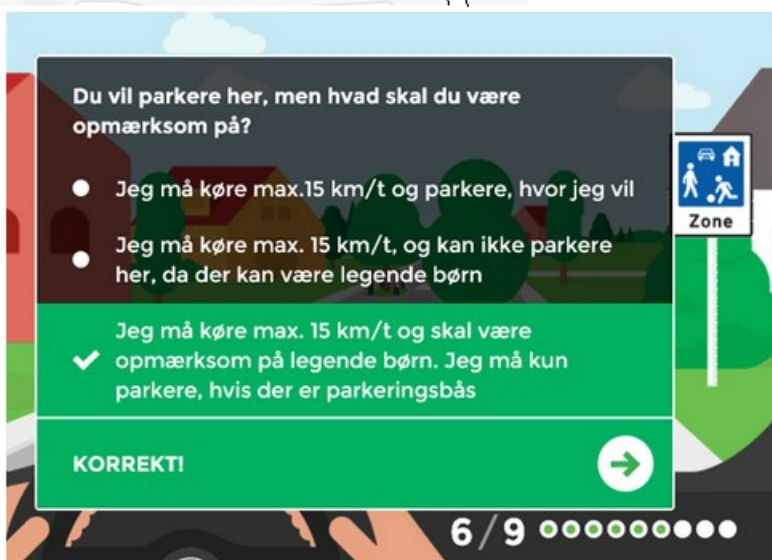 Du vil parkere her, men hvad skal du være
opmærksom på?
Jeg må køre max.15 km/t og parkere, hvor jeg vil
Jeg må køre max. 15 km/t, og kan ikke parkere
her, da der kan være legende børn
Jeg må køre max. 15 km/t og skal være
opmærksom på legende børn. Jeg må kun
parkere, hvis der er parkeringsbås
KORREKT!
Zone
6/9